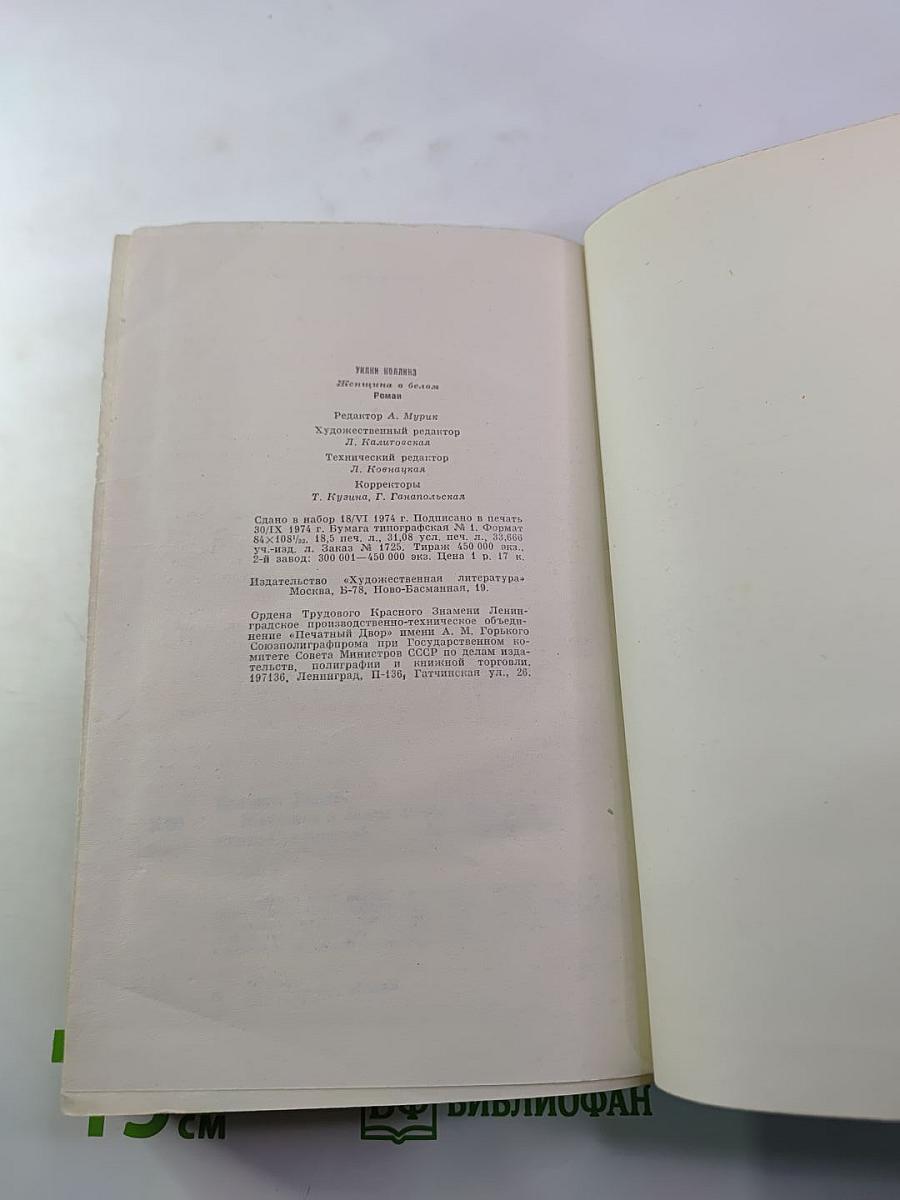 УИЛКИ КОЛЛИНЗ
Женщина в белом
Роман
Редактор А. Мурик
Художественный редактор
Л. Калитовская
Технический редактор
Л. Ковнацкая
Корректоры
Т. Кузина, Г. Ганапольская
Сдано в набор 18/VI 1974 г. Подписано в печать
30/IX 1974 г. Бумага типографская № 1. Формат
84×108¹/₃₂. 18,5 печ. л., 31,08 усл. печ. л., 33,666
уч.-изд. л. Заказ № 1725. Тираж 450 000 экз.,
2-й завод: 300 001—450 000 экз. Цена 1 р. 17 к.
Издательство «Художественная литература»
Москва, Б-78, Ново-Басманная, 19.
Ордена Трудового Красного Знамени Ленин-
градское производственно-техническое объеди-
нение «Печатный Двор» имени А. М. Горького
Союзполиграфпрома при Государственном ко-
митете Совета Министров СССР по делам изда-
тельств, полиграфии и книжной торговли.
197136, Ленинград, П-136, Гатчинская ул., 26.
15 см
БФ БИБЛИОФАН